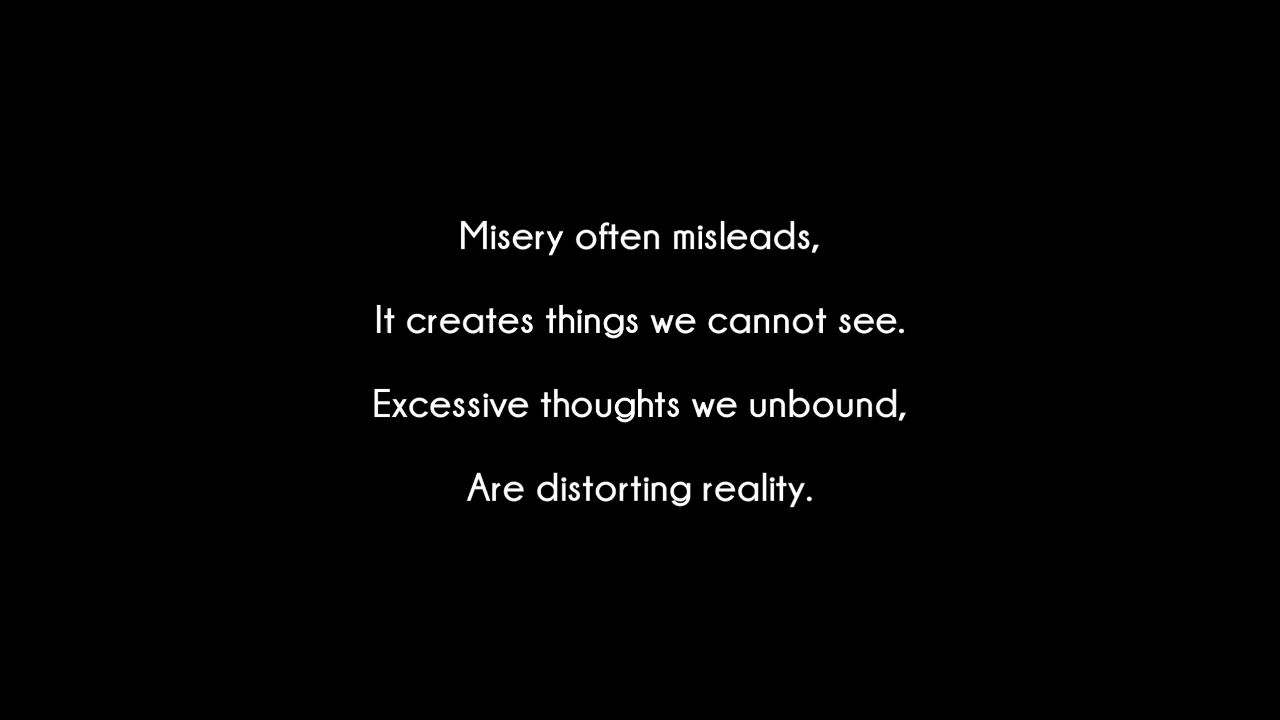 Misery often misleads,
It creates things we cannot see.
Excessive thoughts we unbound,
Are distorting reality.